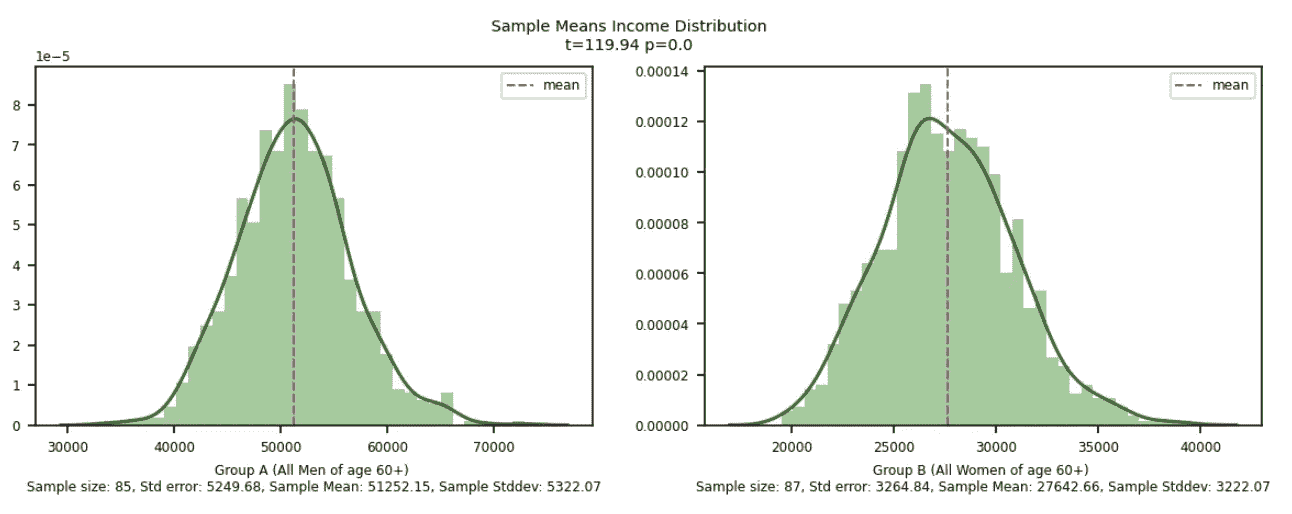 Sample Means Income Distribution
t=119.94 p=0.0
1e−5
mean
8
7
6
5
4
3
2
1
0
30000 40000 50000 60000 70000
Group A (All Men of age 60+)
Sample size: 85, Std error: 5249.68, Sample Mean: 51252.15, Sample Stddev: 5322.07
mean
0.00014
0.00012
0.00010
0.00008
0.00006
0.00004
0.00002
0.00000
20000 25000 30000 35000 40000
Group B (All Women of age 60+)
Sample size: 87, Std error: 3264.84, Sample Mean: 27642.66, Sample Stddev: 3222.07